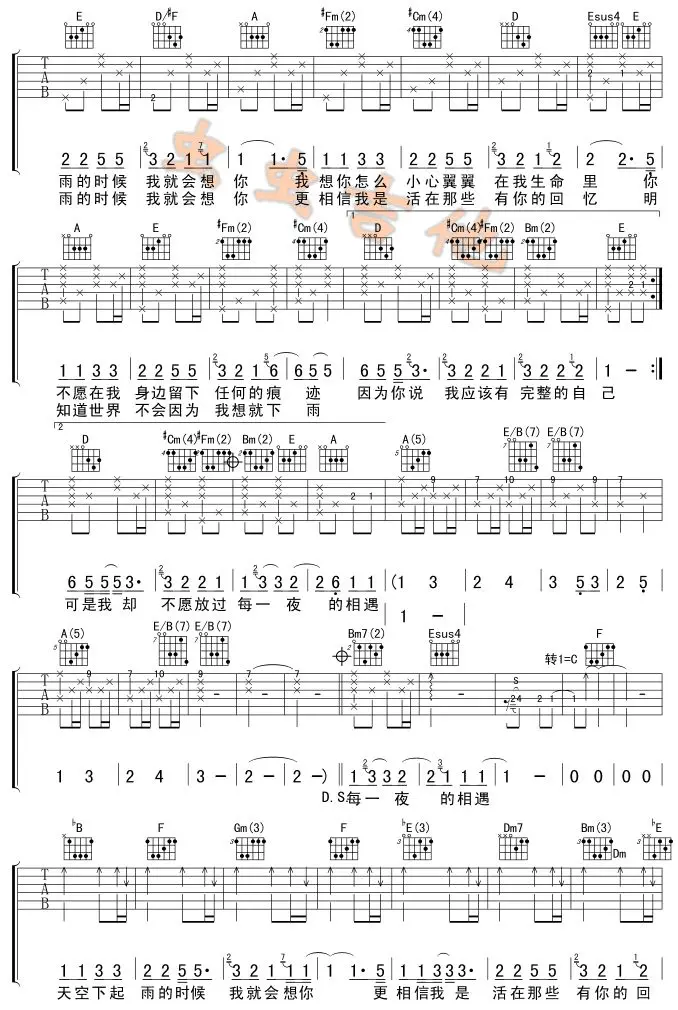 E D/#F A #Fm(2) #Cm(4) D Esus4 E
T A B
2 2 5 5 3 2 1 1 1 1· 5 1 1 3 3 2 2 5 5 3 2 1 2 2 2· 5
雨的时候 我就会想 你 我 想你怎么 小心翼翼 在我生命 里 你
雨的时候 我就会想 你 更 相信我是 活在那些 有你的回 忆 明
虫虫吉他
1
A E #Fm(2) #Cm(4) D #Cm(4) #Fm(2) Bm(2) E
T A B
1 1 3 3 2 2 5 5 3 2 1 6 6 5 5 6 5 5 3· 3 2 2 1 3 3 2 2 1 -
不愿在我 身边留下 任何的痕 迹 因为你说 我应该有 完整的自 己
知道世界 不会因为 我想就下 雨
2
D #Cm(4) #Fm(2) Bm(2) E A A(5) E/B(7) E/B(7)
T A B
6 5 5 5 3· 3 2 2 1 1 3 3 2 2 6 1 1 (1 3 2 4 3 5 3 2 5
可是我 却 不愿放过 每一 夜 的相遇
1 -
A(5) E/B(7) E/B(7) Bm7(2) Esus4 转1=C F
T A B
1 3 2 4 3 - 2 - 2 -) 1 3 3 2 2 1 1 1 1 - 0 0 0 0
D.S. 每一 夜 的相遇
bB F Gm(3) F bE(3) Dm7 Bm(3) Dm bE
T A B
1 1 3 3 2 2 5 5· 3 2 1 1 1 1 1· 5 1 1 3 3 3· 2 2 5 5 3 2 1 2
天空下起 雨的时候 我就会想你 更 相信我 是 活在那些 有你的 回